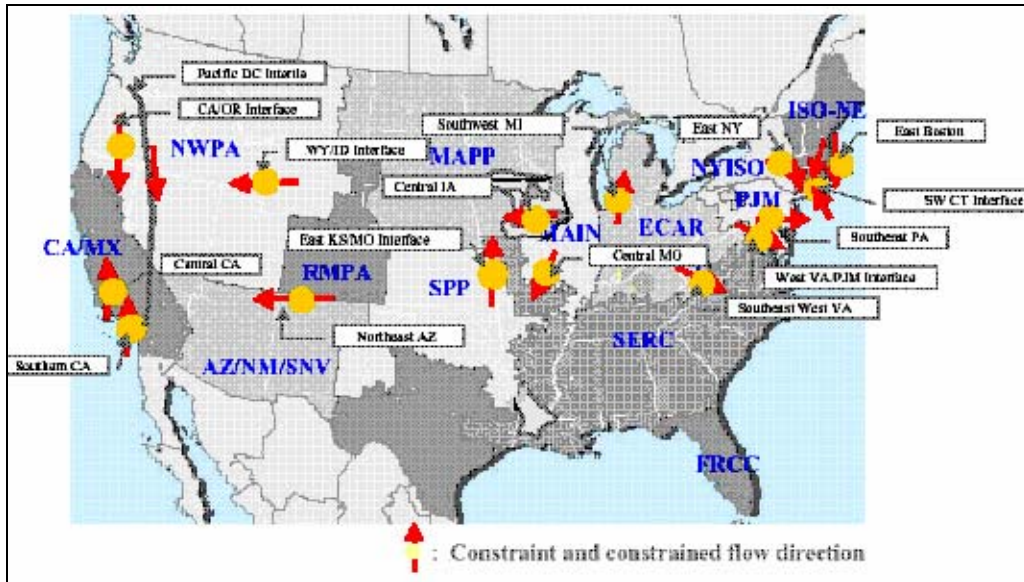 Pacific DC Intertie
ISO-NE
CA/OR Interface
Southwest MI
East NY
East Boston
NWPA
WY/ID Interface
MAPP
NYISO
Central IA
PJM
SW CT Interface
CA/MX
East KS/MO Interface
MAIN
ECAR
Southeast PA
Central CA
RMPA
SPP
Central MO
West VA/PJM Interface
Southeast West VA
Northeast AZ
SERC
Southern CA
AZ/NM/SNV
FRCC
: Constraint and constrained flow direction